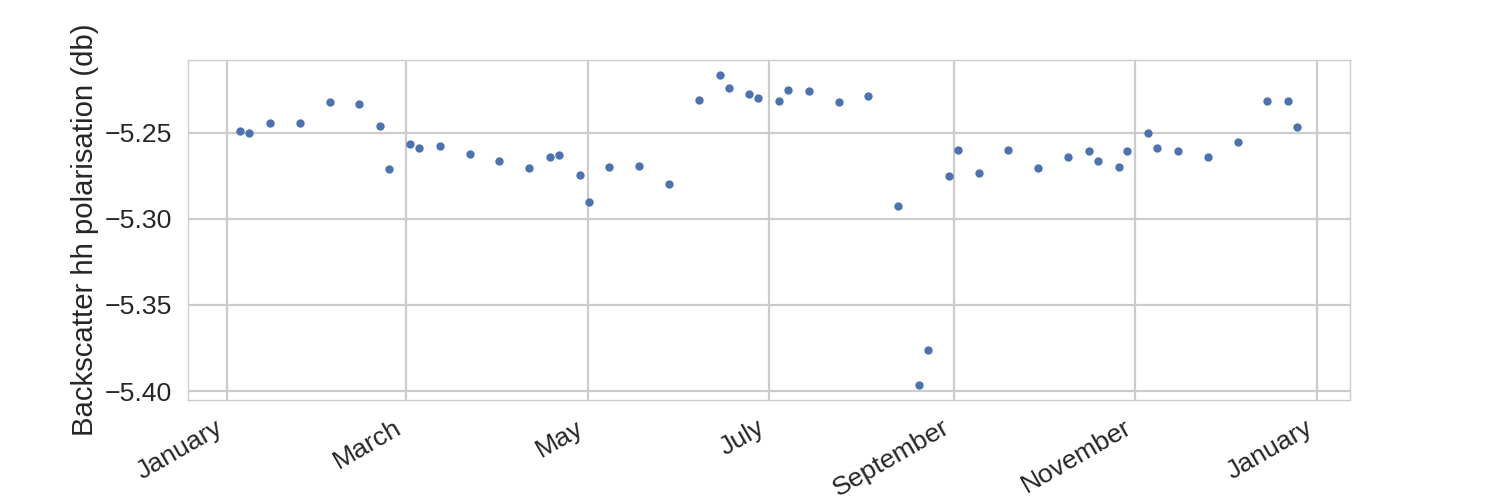 Backscatter hh polarisation (db)
−5.25
−5.30
−5.35
−5.40
January
March
May
July
September
November
January